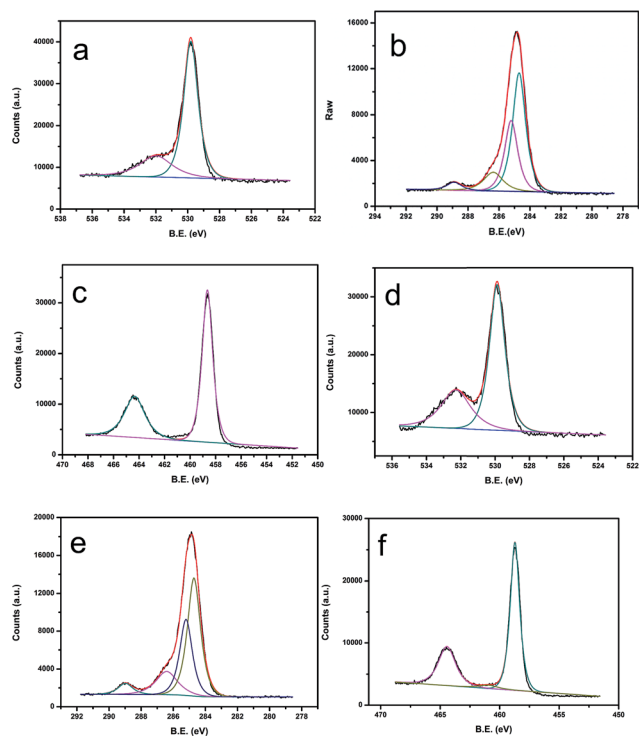 a
40000
30000
20000
10000
0
Counts (a.u.)
538 536 534 532 530 528 526 524 522
B.E. (eV)
b
16000
12000
8000
4000
0
Raw
294 292 290 288 286 284 282 280 278
B.E.(eV)
c
30000
20000
10000
0
Counts (a.u.)
470 468 466 464 462 460 458 456 454 452 450
B.E. (eV)
d
30000
20000
10000
Counts (a.u.)
536 534 532 530 528 526 524 522
B.E. (eV)
e
20000
16000
12000
8000
4000
0
Counts (a.u.)
292 290 288 286 284 282 280 278
B.E. (eV)
f
30000
20000
10000
0
Counts (a.u.)
470 465 460 455 450
B.E. (eV)